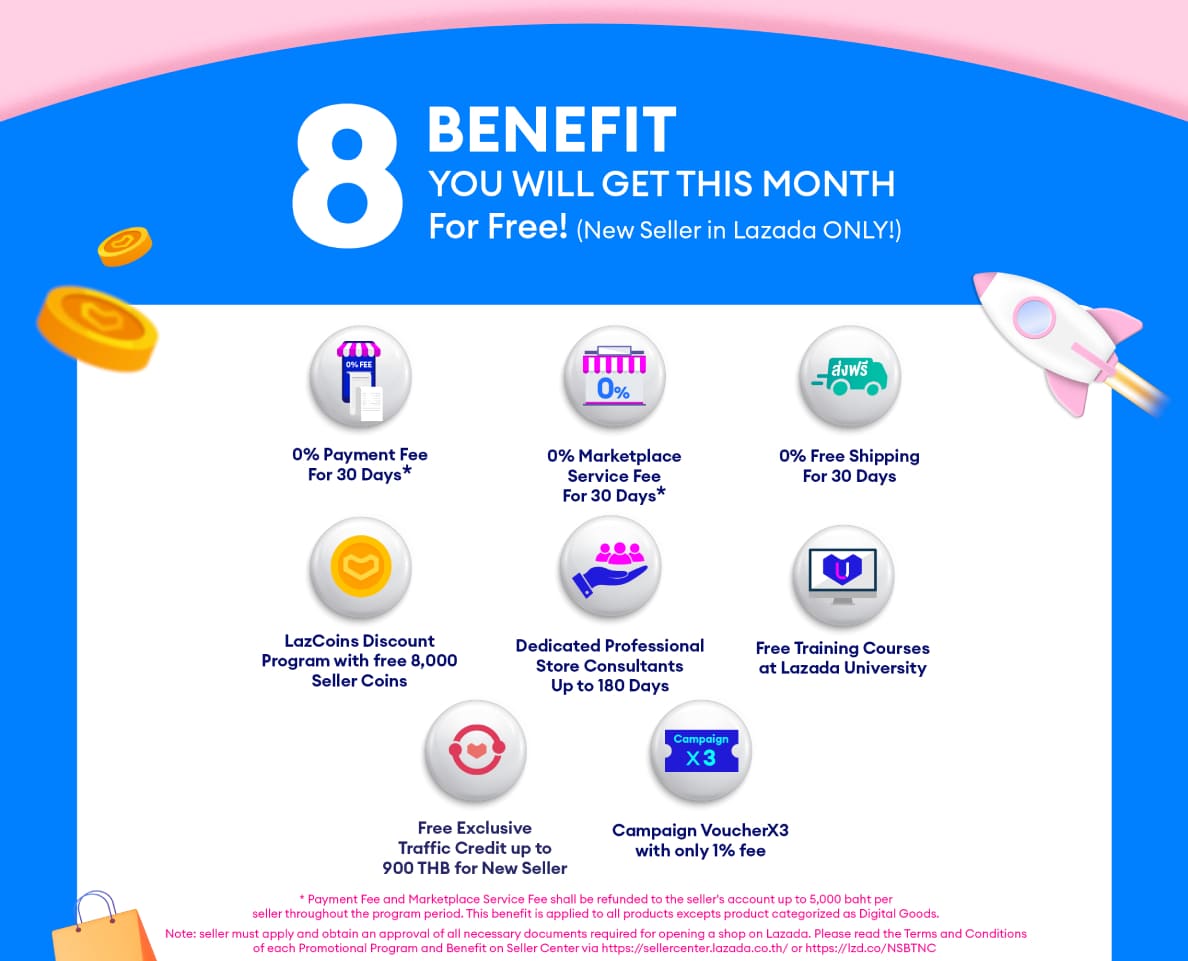 8 BENEFIT
YOU WILL GET THIS MONTH
For Free! (New Seller in Lazada ONLY!)
0% FEE
0% Payment Fee
For 30 Days*
0%
0% Marketplace
Service Fee
For 30 Days*
ส่งฟรี
0% Free Shipping
For 30 Days
LazCoins Discount
Program with free 8,000
Seller Coins
Dedicated Professional
Store Consultants
Up to 180 Days
U
Free Training Courses
at Lazada University
Free Exclusive
Traffic Credit up to
900 THB for New Seller
Campaign
X3
Campaign VoucherX3
with only 1% fee
* Payment Fee and Marketplace Service Fee shall be refunded to the seller's account up to 5,000 baht per
seller throughout the program period. This benefit is applied to all products excepts product categorized as Digital Goods.
Note: seller must apply and obtain an approval of all necessary documents required for opening a shop on Lazada. Please read the Terms and Conditions
of each Promotional Program and Benefit on Seller Center via https://sellercenter.lazada.co.th/ or https://lzd.co/NSBTNC